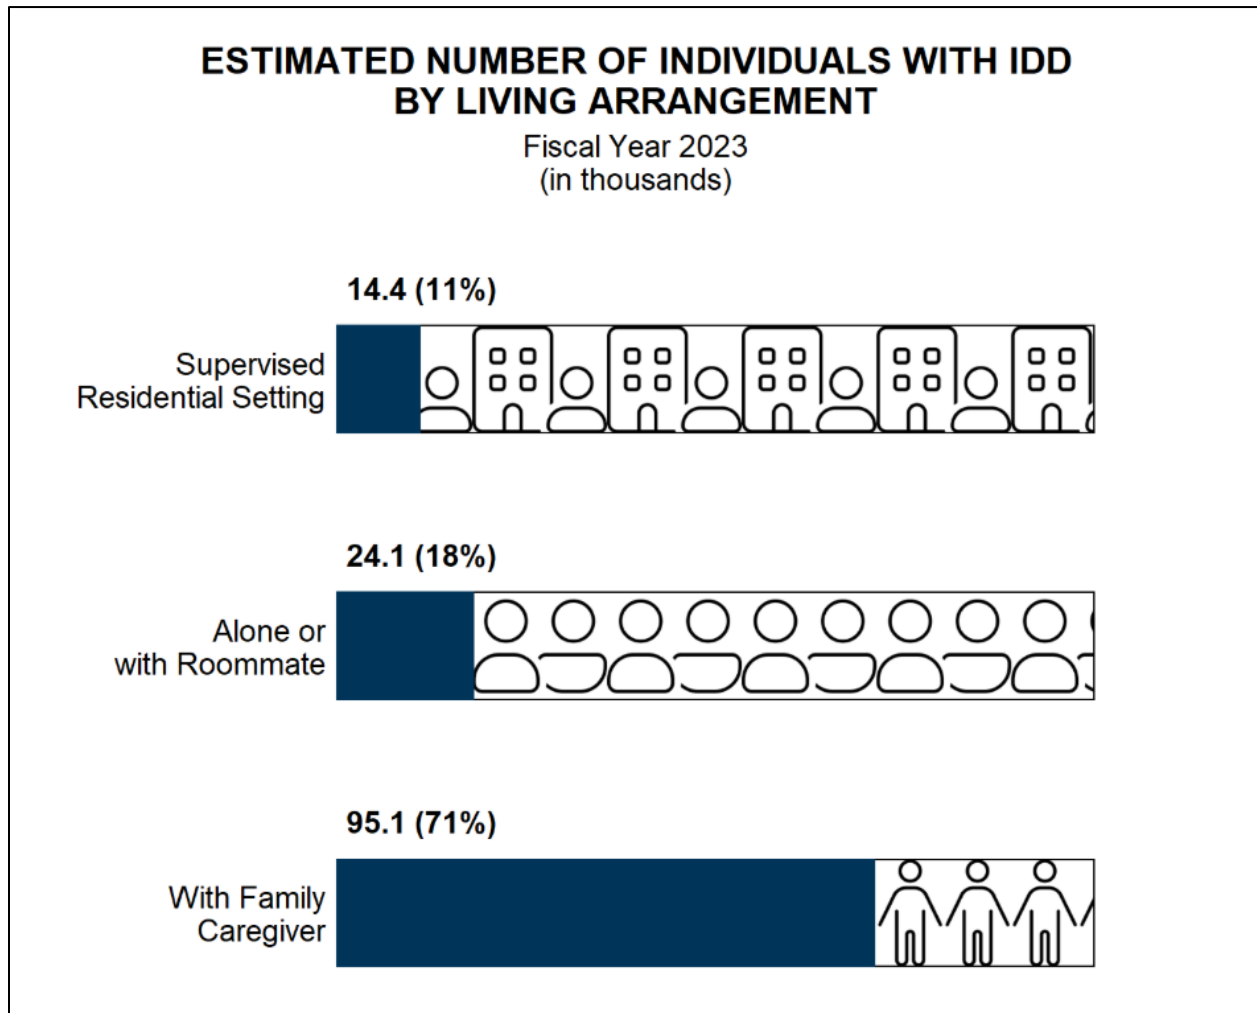 ESTIMATED NUMBER OF INDIVIDUALS WITH IDD
BY LIVING ARRANGEMENT
Fiscal Year 2023
(in thousands)
14.4 (11%)
Supervised
Residential Setting
24.1 (18%)
Alone or
with Roommate
95.1 (71%)
With Family
Caregiver